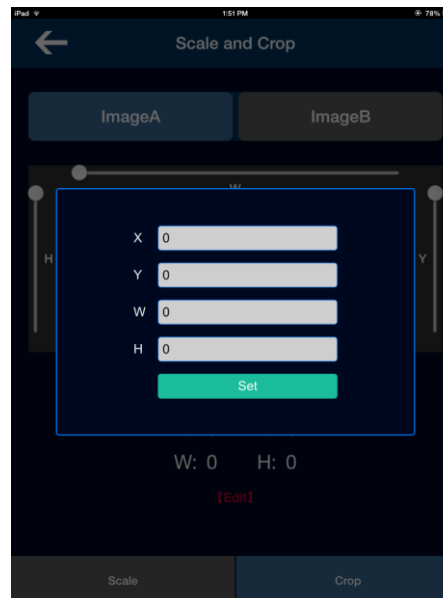 iPad 1:51 PM 78%
Scale and Crop
ImageA ImageB
X 0
H Y
Y 0
W 0
H 0
Set
W: 0 H: 0
【Edit】
Scale Crop